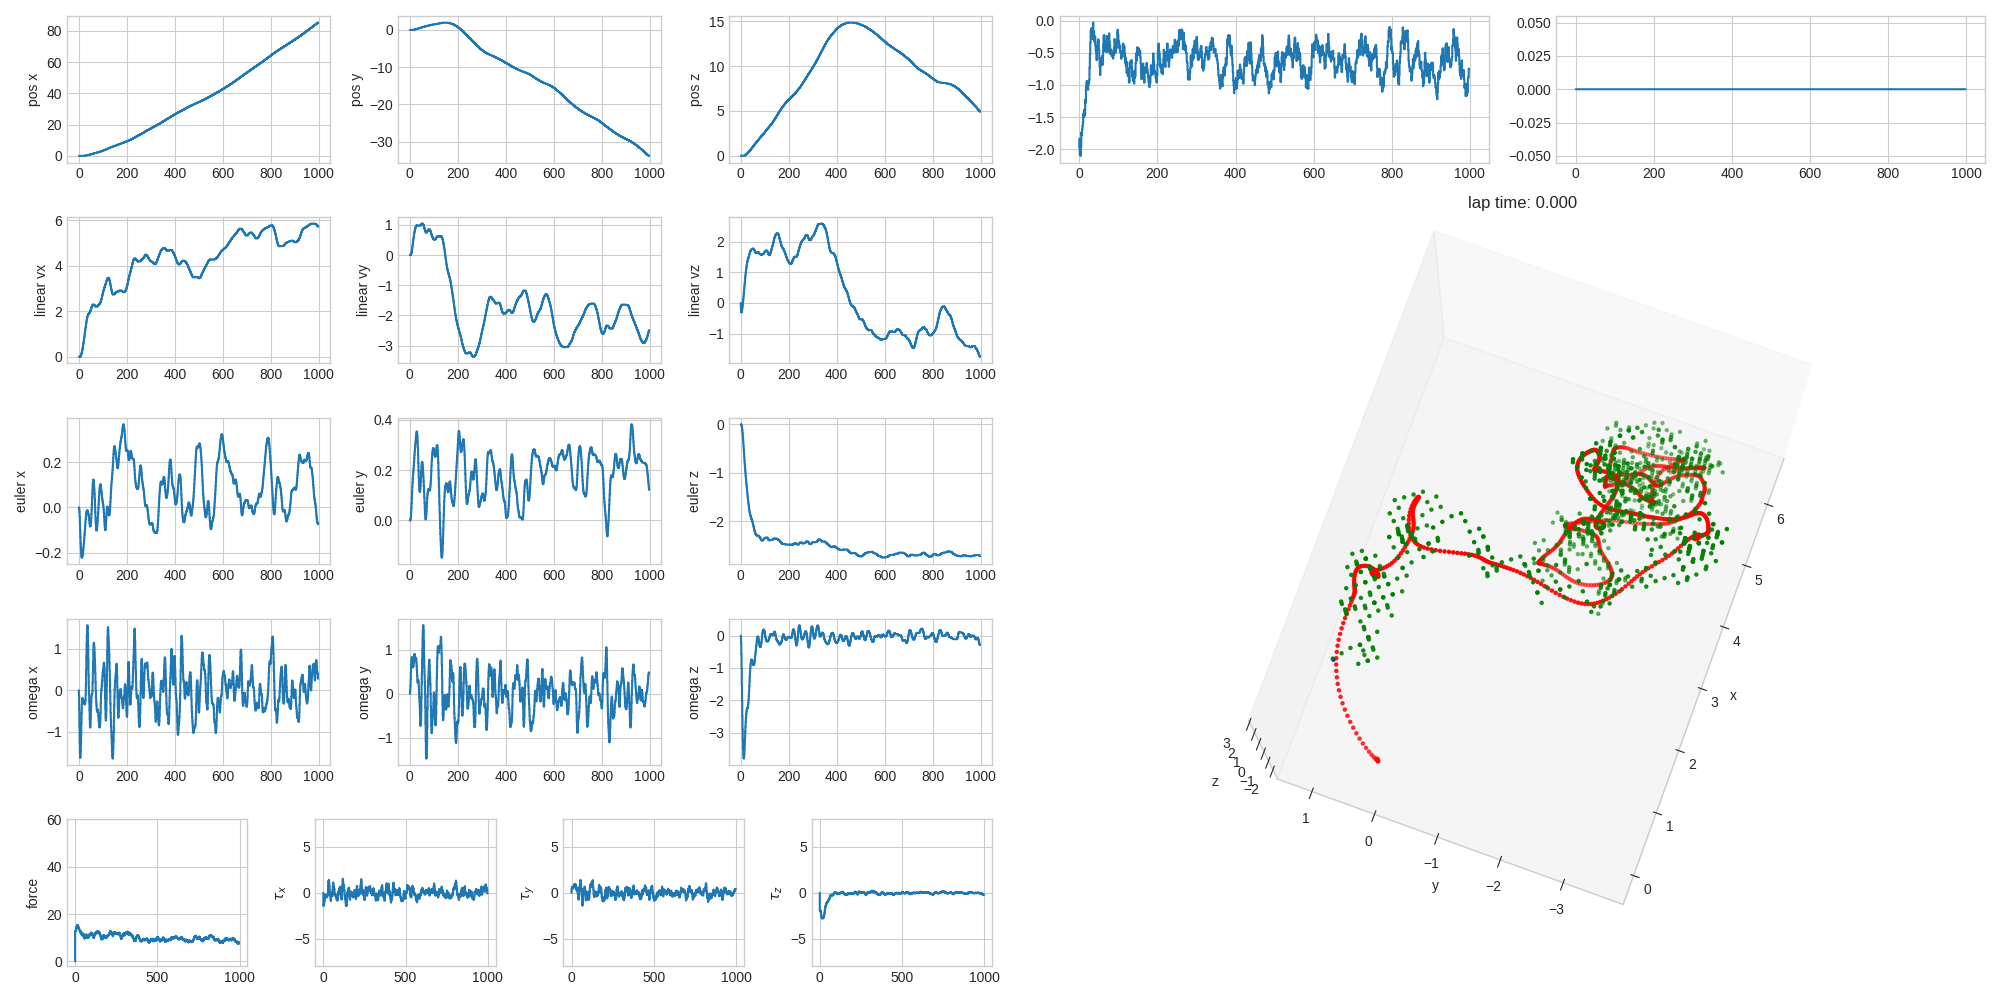 pos x
80
60
40
20
0
0 200 400 600 800 1000
pos y
0
−10
−20
−30
0 200 400 600 800 1000
pos z
15
10
5
0
0 200 400 600 800 1000
0.0
−0.5
−1.0
−1.5
−2.0
0 200 400 600 800 1000
0.050
0.025
0.000
−0.025
−0.050
0 200 400 600 800 1000
linear vx
6
4
2
0
0 200 400 600 800 1000
linear vy
1
0
−1
−2
−3
0 200 400 600 800 1000
linear vz
2
1
0
−1
0 200 400 600 800 1000
lap time: 0.000
euler x
0.2
0.0
−0.2
0 200 400 600 800 1000
euler y
0.4
0.2
0.0
0 200 400 600 800 1000
euler z
0
−1
−2
0 200 400 600 800 1000
omega x
1
0
−1
0 200 400 600 800 1000
omega y
1
0
−1
0 200 400 600 800 1000
omega z
0
−1
−2
−3
0 200 400 600 800 1000
z
3
2
1
0
−1
−2
y
1
0
−1
−2
−3
x
6
5
4
3
2
1
0
force
60
40
20
0
0 500 1000
τx
5
0
−5
0 500 1000
τy
5
0
−5
0 500 1000
τz
5
0
−5
0 500 1000